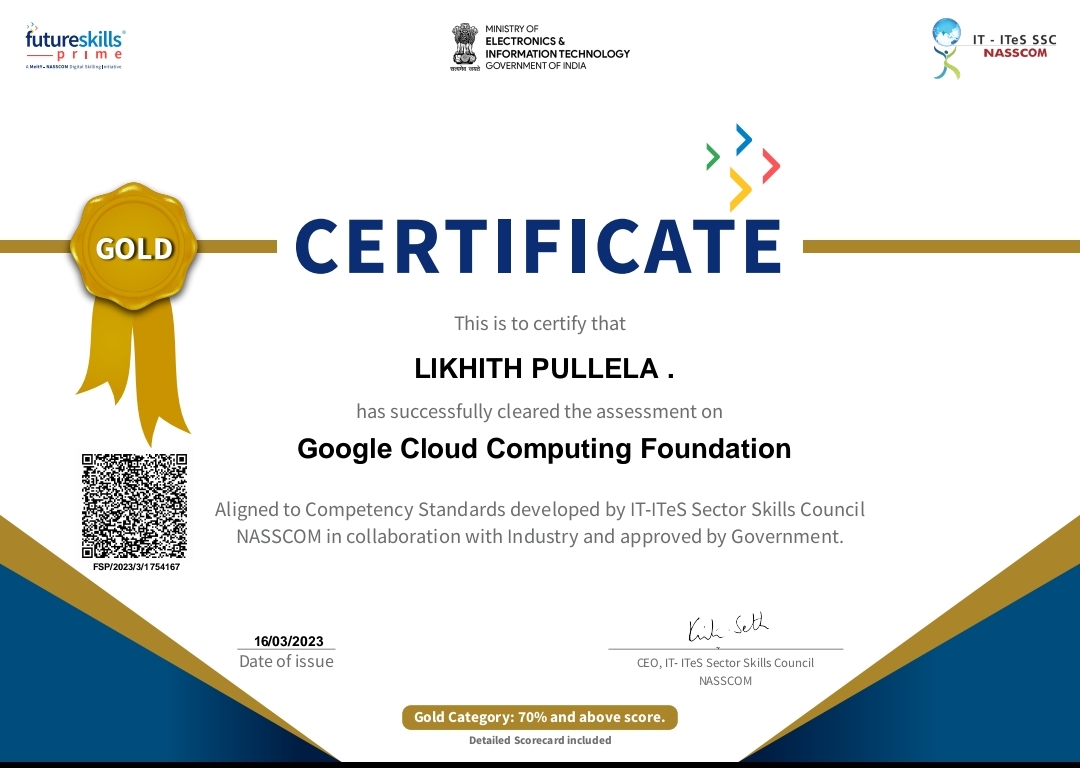 futureskills
prime
A MeitY - NASSCOM Digital Skilling Initiative
सत्यमेव जयते
MINISTRY OF
ELECTRONICS &
INFORMATION TECHNOLOGY
GOVERNMENT OF INDIA
IT - ITeS SSC
NASSCOM
GOLD
CERTIFICATE
This is to certify that
LIKHITH PULLELA .
has successfully cleared the assessment on
Google Cloud Computing Foundation
Aligned to Competency Standards developed by IT-ITeS Sector Skills Council
NASSCOM in collaboration with Industry and approved by Government.
FSP/2023/3/1754167
16/03/2023
Date of issue
CEO, IT- ITeS Sector Skills Council
NASSCOM
Gold Category: 70% and above score.
Detailed Scorecard included